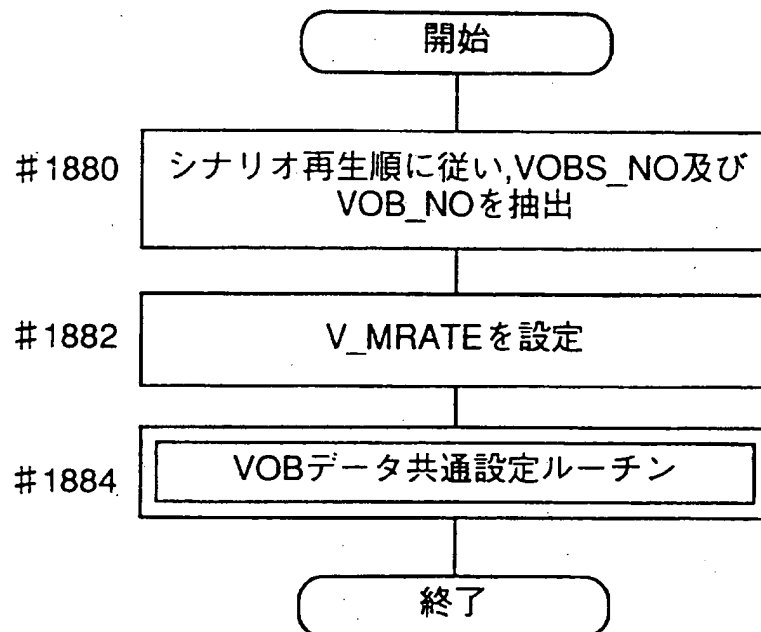 開始
#1880
シナリオ再生順に従い,VOBS_NO及び
VOB_NOを抽出
#1882
V_MRATEを設定
#1884
VOBデータ共通設定ルーチン
終了